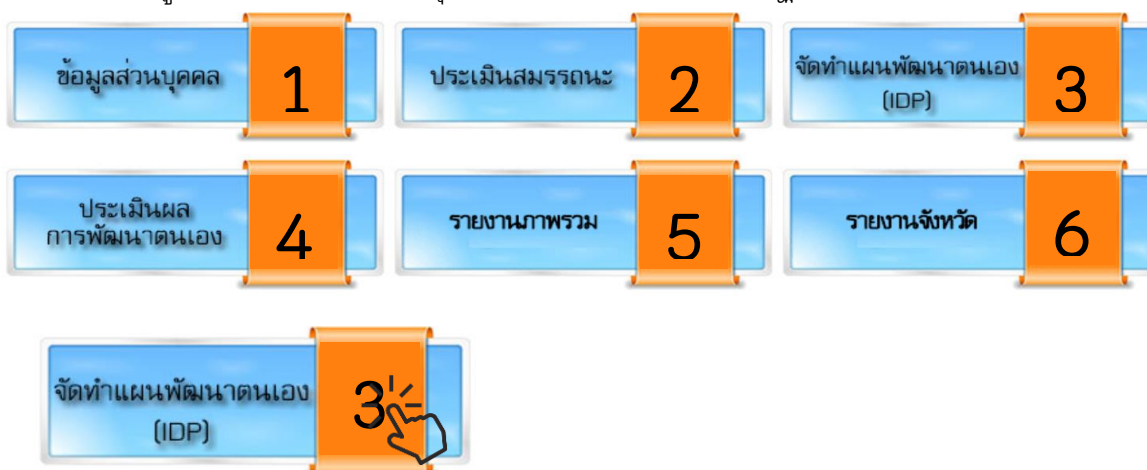 ข้อมูลส่วนบุคคล 1
ประเมินสมรรถนะ 2
จัดทำแผนพัฒนาตนเอง
(IDP) 3
ประเมินผล
การพัฒนาตนเอง 4
รายงานภาพรวม 5
รายงานจังหวัด 6
จัดทำแผนพัฒนาตนเอง
(IDP) 3